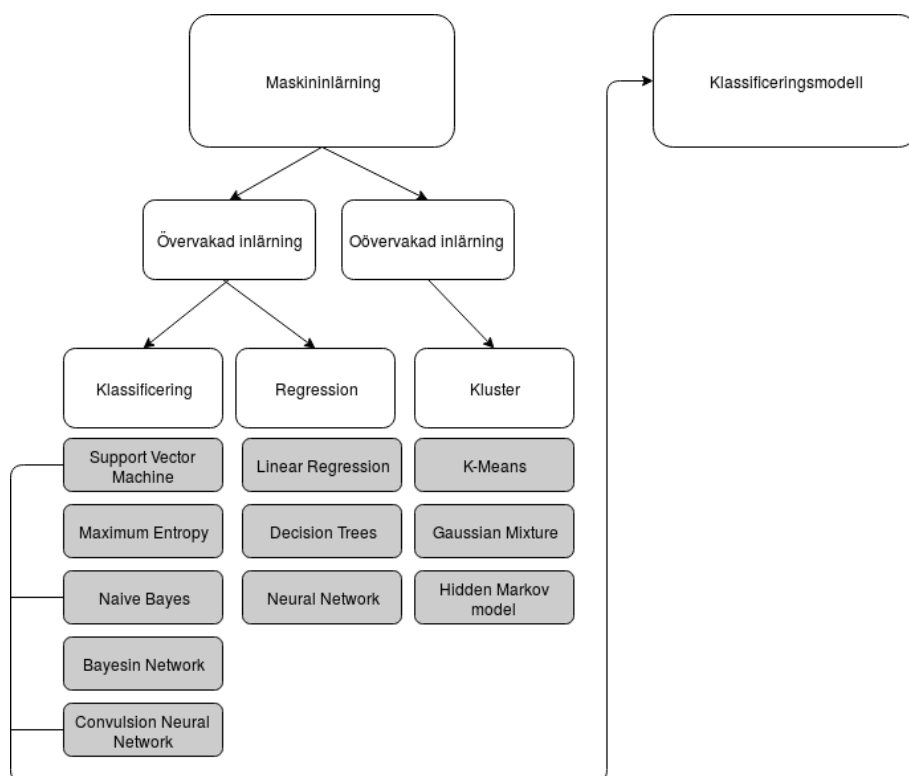 Maskininlärning
Klassificeringsmodell
Övervakad inlärning
Oövervakad inlärning
Klassificering
Regression
Kluster
Support Vector
Machine
Linear Regression
K-Means
Maximum Entropy
Decision Trees
Gaussian Mixture
Naive Bayes
Neural Network
Hidden Markov
model
Bayesin Network
Convulsion Neural
Network